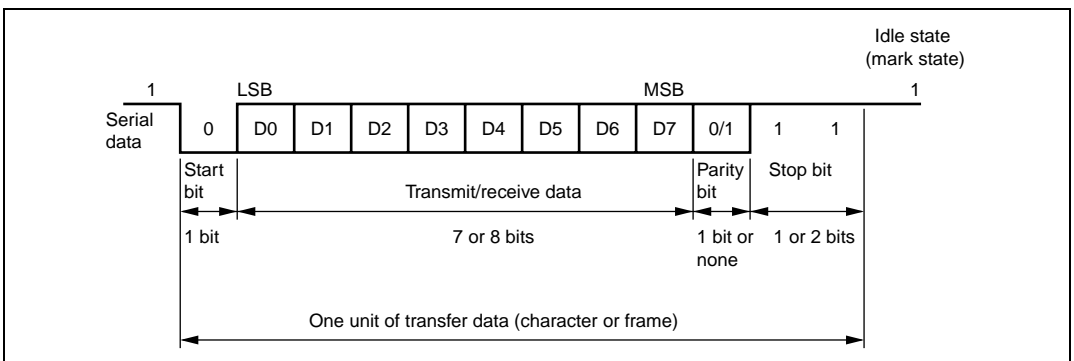 Idle state
(mark state)
1 LSB MSB 1
Serial
data
0 D0 D1 D2 D3 D4 D5 D6 D7 0/1 1 1
Start
bit
Transmit/receive data
Parity
bit
Stop bit
1 bit
7 or 8 bits
1 bit or
none
1 or 2 bits
One unit of transfer data (character or frame)